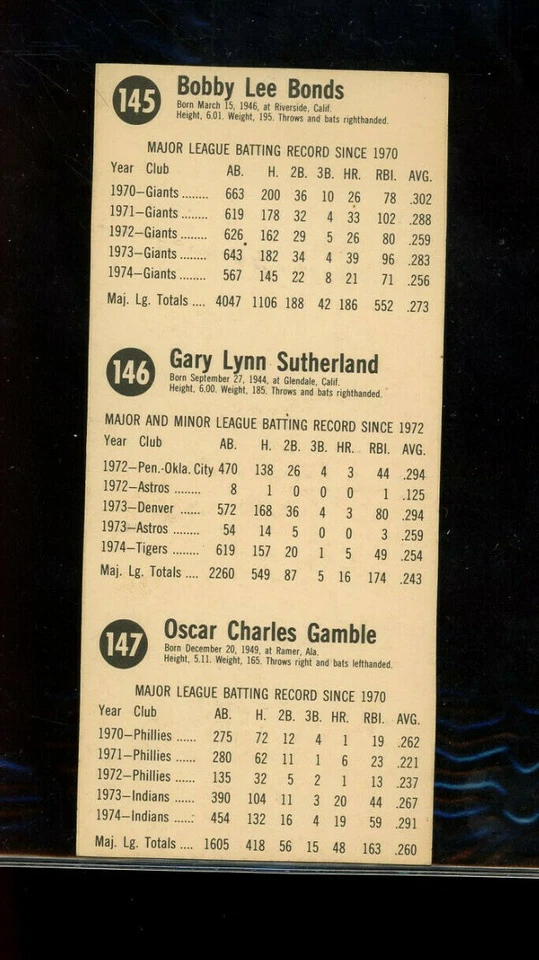 145 Bobby Lee Bonds
Born March 15, 1946, at Riverside, Calif.
Height, 6.01. Weight, 195. Throws and bats righthanded.
MAJOR LEAGUE BATTING RECORD SINCE 1970
Year Club AB. H. 2B. 3B. HR. RBI. AVG.
1970—Giants ........ 663 200 36 10 26 78 .302
1971—Giants ........ 619 178 32 4 33 102 .288
1972—Giants ........ 626 162 29 5 26 80 .259
1973—Giants ........ 643 182 34 4 39 96 .283
1974—Giants ........ 567 145 22 8 21 71 .256
Maj. Lg. Totals .... 4047 1106 188 42 186 552 .273
146 Gary Lynn Sutherland
Born September 27, 1944, at Glendale, Calif.
Height, 6.00. Weight, 185. Throws and bats righthanded.
MAJOR AND MINOR LEAGUE BATTING RECORD SINCE 1972
Year Club AB. H. 2B. 3B. HR. RBI. AVG.
1972—Pen.-Okla. City 470 138 26 4 3 44 .294
1972—Astros ........ 8 1 0 0 0 1 .125
1973—Denver ...... 572 168 36 4 3 80 .294
1973—Astros ........ 54 14 5 0 0 3 .259
1974—Tigers ........ 619 157 20 1 5 49 .254
Maj. Lg. Totals .... 2260 549 87 5 16 174 .243
147 Oscar Charles Gamble
Born December 20, 1949, at Ramer, Ala.
Height, 5.11. Weight, 165. Throws right and bats lefthanded.
MAJOR LEAGUE BATTING RECORD SINCE 1970
Year Club AB. H. 2B. 3B. HR. RBI. AVG.
1970—Phillies ...... 275 72 12 4 1 19 .262
1971—Phillies ...... 280 62 11 1 6 23 .221
1972—Phillies ...... 135 32 5 2 1 13 .237
1973—Indians ...... 390 104 11 3 20 44 .267
1974—Indians ...... 454 132 16 4 19 59 .291
Maj. Lg. Totals .... 1605 418 56 15 48 163 .260